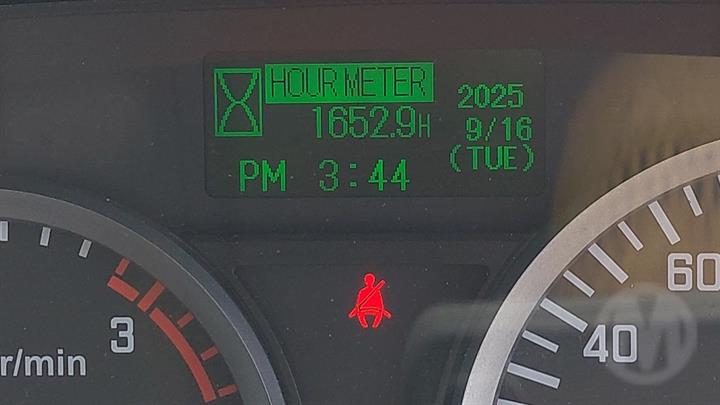 HOUR METER
1652.9H
2025
9/16
(TUE)
PM 3:44
3
r/min
40
60